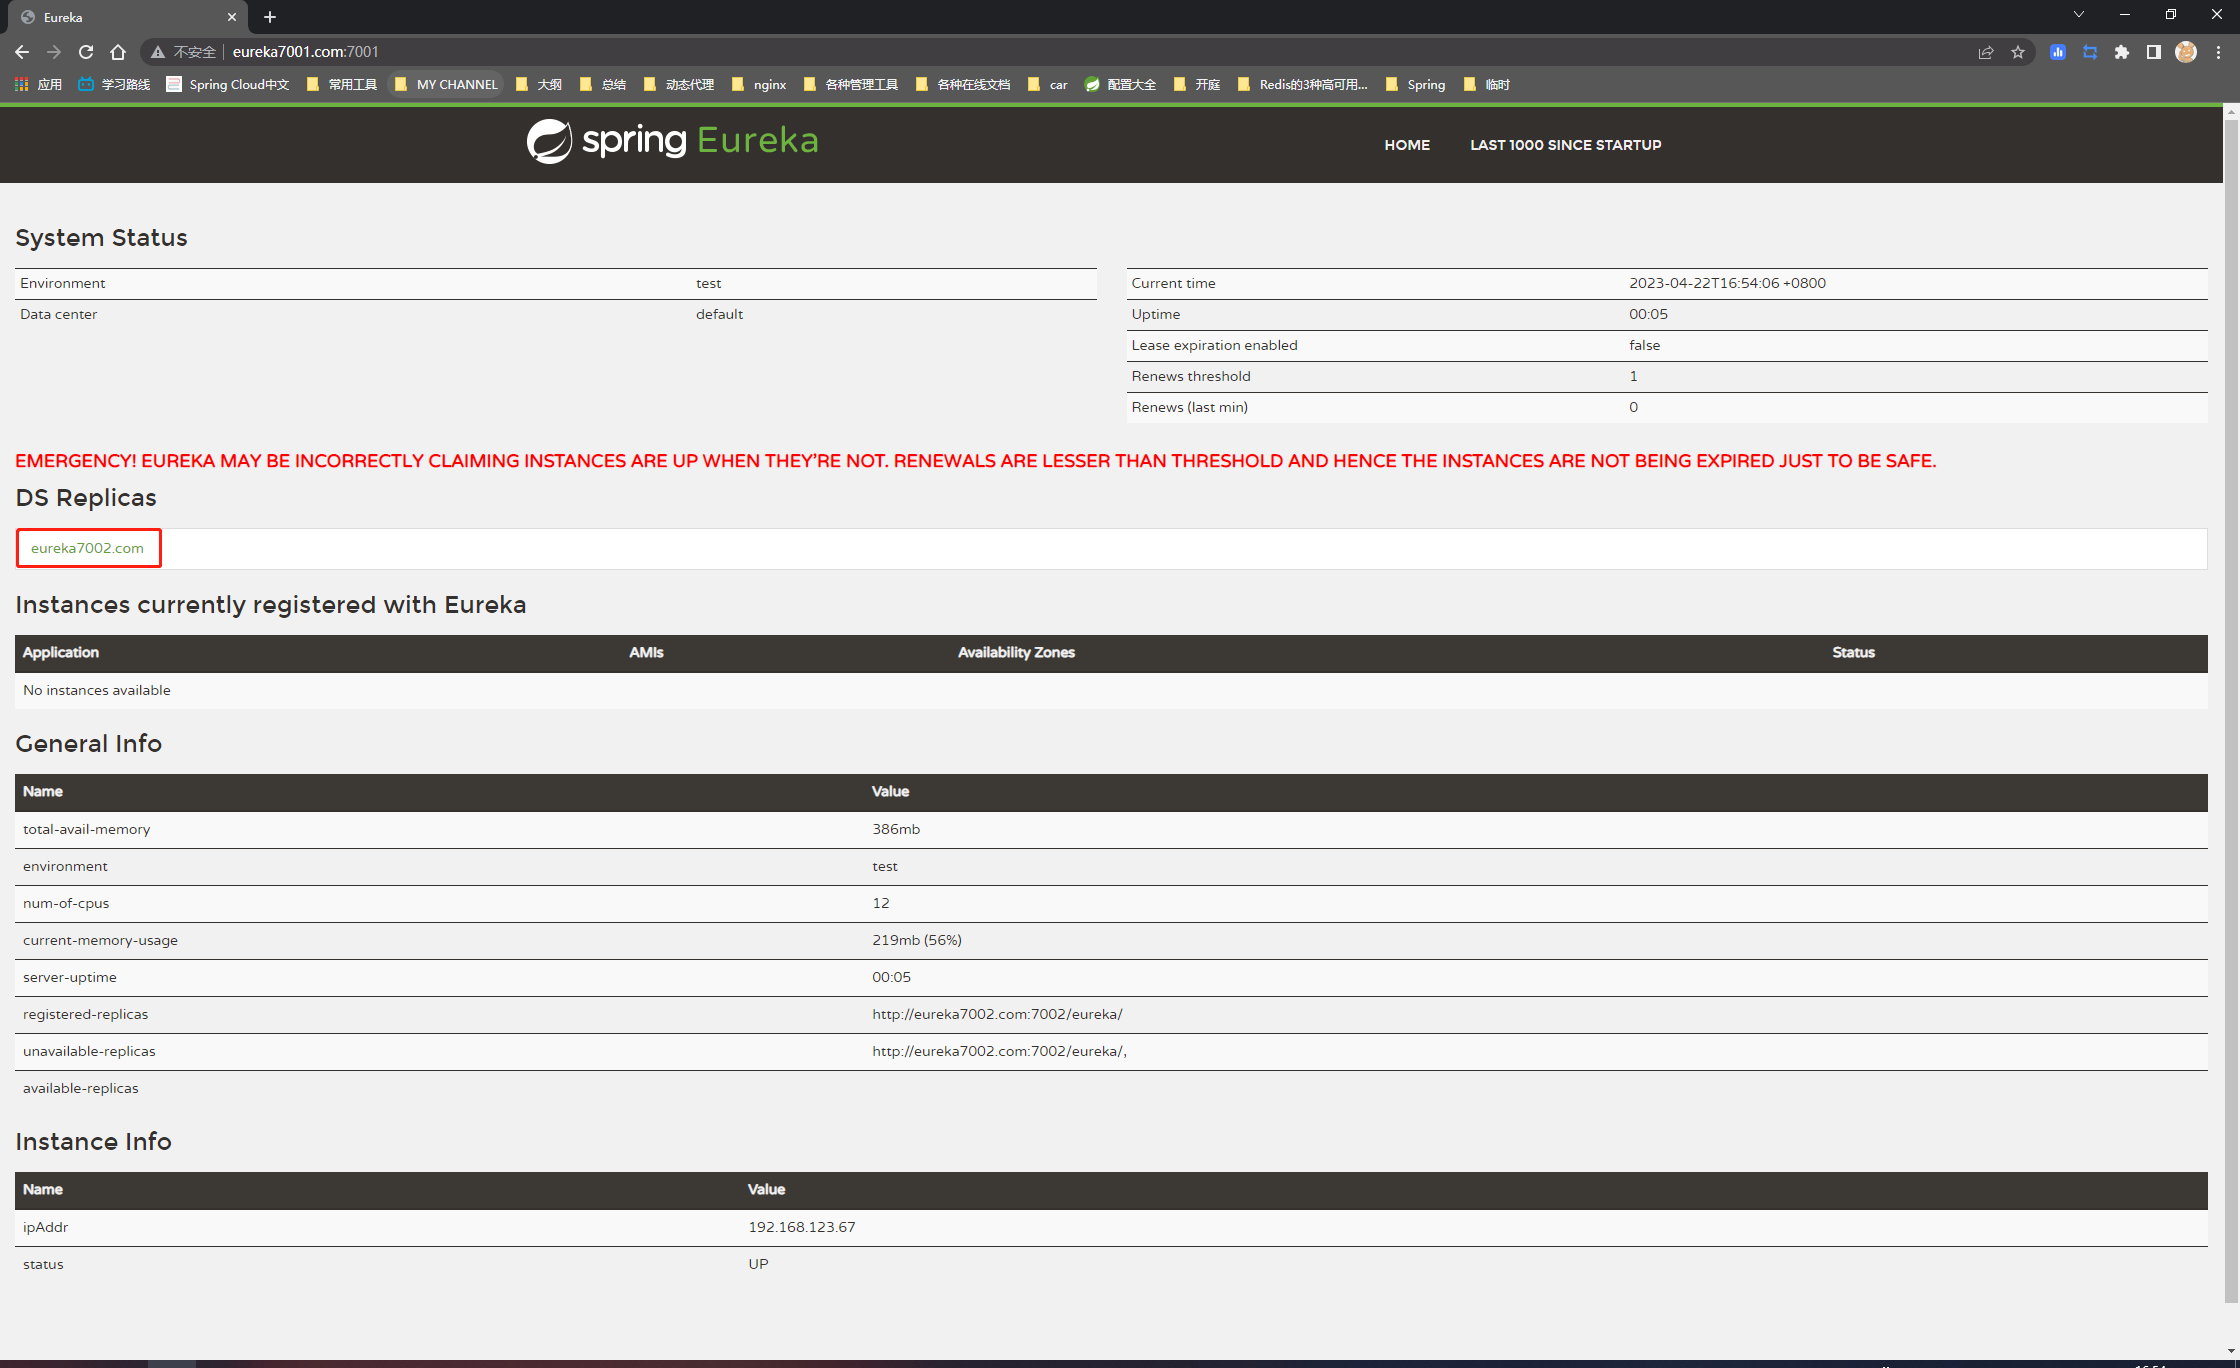 Eureka
不安全 eureka7001.com:7001
应用 学习路线 Spring Cloud中文 常用工具 MY CHANNEL 大纲 总结 动态代理 nginx 各种管理工具 各种在线文档 car 配置大全 开庭 Redis的3种高可用... Spring 临时
spring Eureka HOME LAST 1000 SINCE STARTUP
System Status
Environment test
Data center default
Current time 2023-04-22T16:54:06 +0800
Uptime 00:05
Lease expiration enabled false
Renews threshold 1
Renews (last min) 0
EMERGENCY! EUREKA MAY BE INCORRECTLY CLAIMING INSTANCES ARE UP WHEN THEY'RE NOT. RENEWALS ARE LESSER THAN THRESHOLD AND HENCE THE INSTANCES ARE NOT BEING EXPIRED JUST TO BE SAFE.
DS Replicas
eureka7002.com
Instances currently registered with Eureka
Application AMIs Availability Zones Status
No instances available
General Info
Name Value
total-avail-memory 386mb
environment test
num-of-cpus 12
current-memory-usage 219mb (56%)
server-uptime 00:05
registered-replicas http://eureka7002.com:7002/eureka/
unavailable-replicas http://eureka7002.com:7002/eureka/,
available-replicas
Instance Info
Name Value
ipAddr 192.168.123.67
status UP